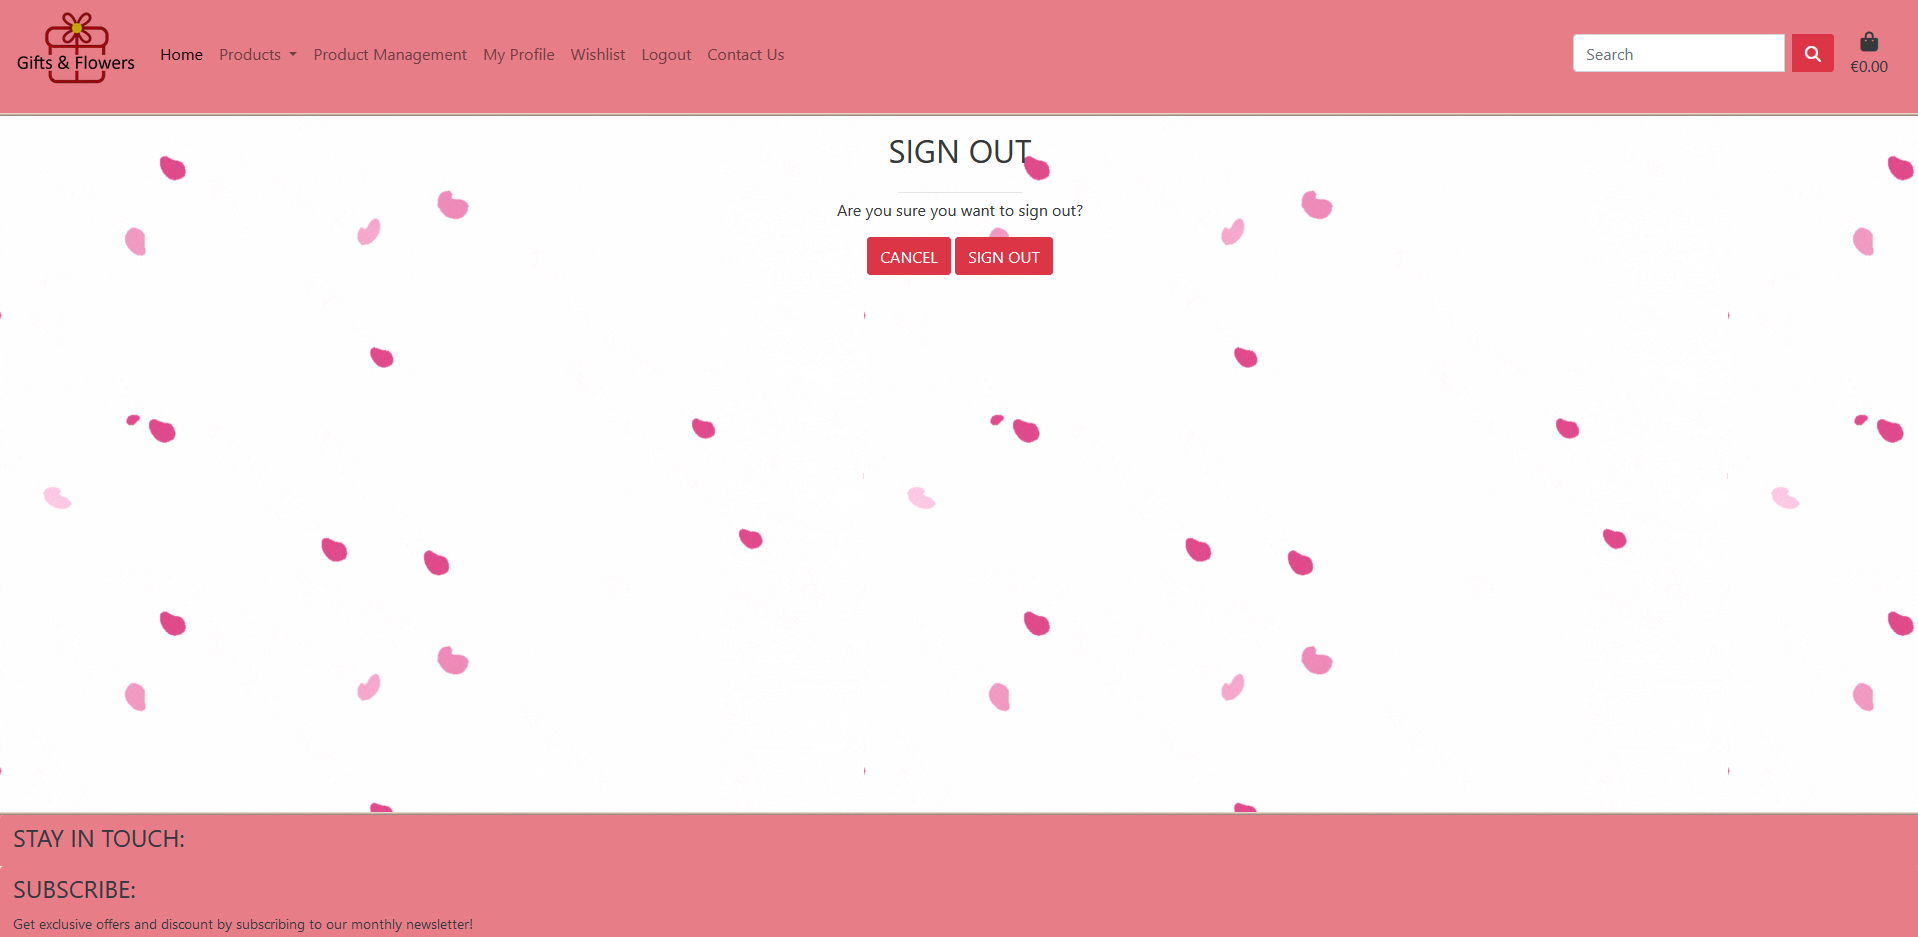 Gifts & Flowers
Home Products Product Management My Profile Wishlist Logout Contact Us
Search
€0.00
SIGN OUT
Are you sure you want to sign out?
CANCEL SIGN OUT
STAY IN TOUCH:
SUBSCRIBE:
Get exclusive offers and discount by subscribing to our monthly newsletter!